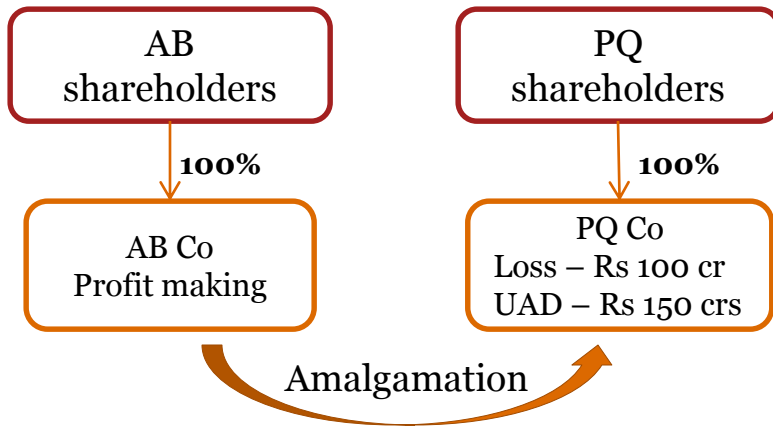 AB
shareholders
PQ
shareholders
100%
100%
AB Co
Profit making
PQ Co
Loss – Rs 100 cr
UAD – Rs 150 crs
Amalgamation